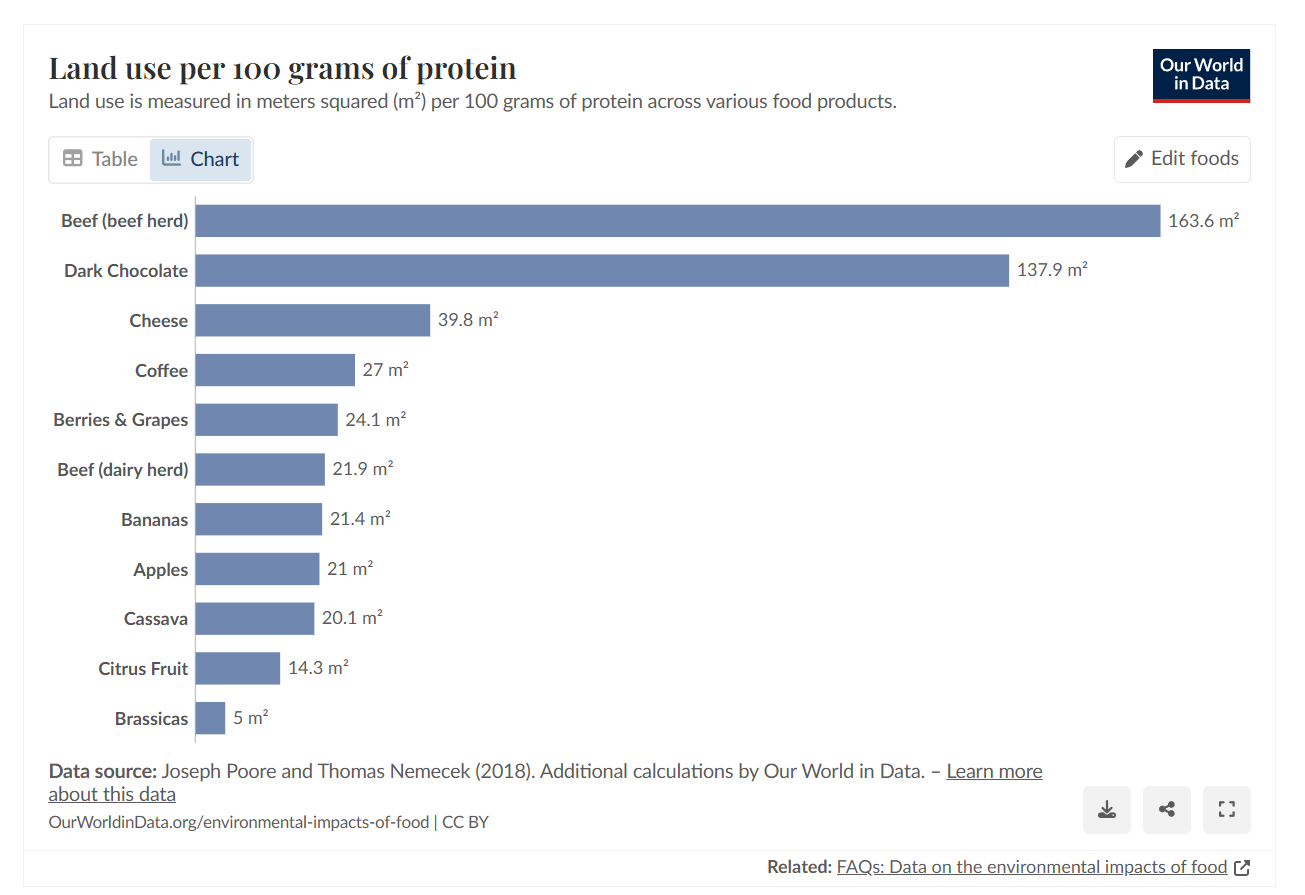 Land use per 100 grams of protein
Land use is measured in meters squared (m²) per 100 grams of protein across various food products.
Our World
in Data
Table
Chart
Edit foods
Beef (beef herd) 163.6 m²
Dark Chocolate 137.9 m²
Cheese 39.8 m²
Coffee 27 m²
Berries & Grapes 24.1 m²
Beef (dairy herd) 21.9 m²
Bananas 21.4 m²
Apples 21 m²
Cassava 20.1 m²
Citrus Fruit 14.3 m²
Brassicas 5 m²
Data source: Joseph Poore and Thomas Nemecek (2018). Additional calculations by Our World in Data. – Learn more
about this data
OurWorldinData.org/environmental-impacts-of-food | CC BY
Related: FAQs: Data on the environmental impacts of food